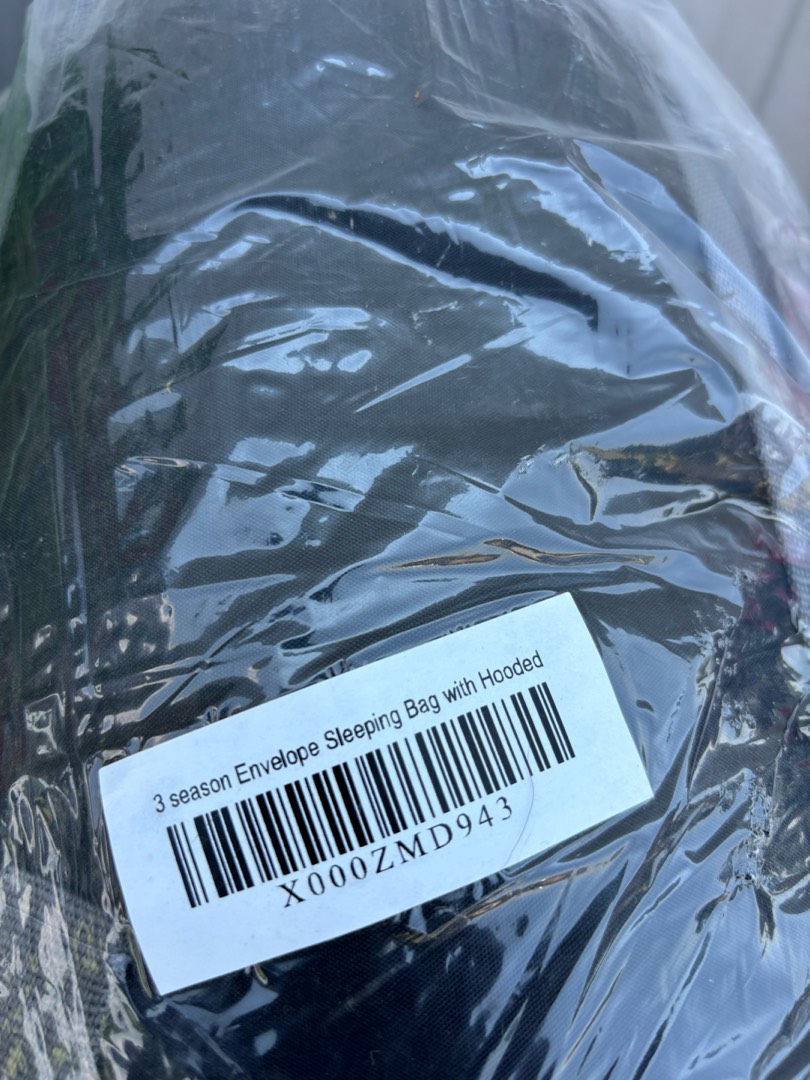 3 season Envelope Sleeping Bag with Hooded
X000ZMD943